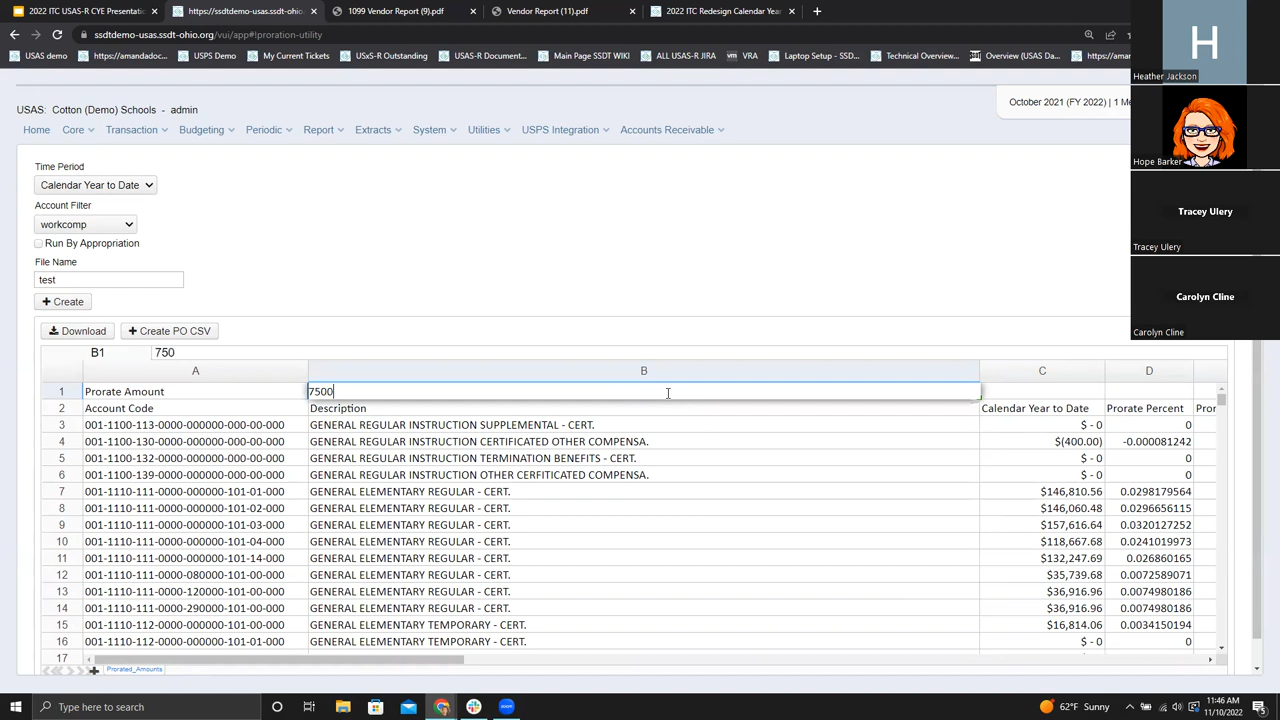 2022 ITC USAS-R CYE Presentatio
https://ssdtdemo-usas.ssdt-ohio.
1099 Vendor Report (9).pdf
Vendor Report (11).pdf
2022 ITC Redesign Calendar Year
ssdtdemo-usas.ssdt-ohio.org/vui/app#!proration-utility
USAS demo
https://amandadoc...
USPS Demo
My Current Tickets
USxS-R Outstanding
USAS-R Document...
Main Page SSDT WIKI
ALL USAS-R JIRA
VRA
Laptop Setup - SSD...
Technical Overview...
Overview (USAS Da...
https://am
USAS: Cotton (Demo) Schools - admin
October 2021 (FY 2022) | 1 Me
Home Core Transaction Budgeting Periodic Report Extracts System Utilities USPS Integration Accounts Receivable
Time Period
Calendar Year to Date
Account Filter
workcomp
Run By Appropriation
File Name
test
Create
Download
Create PO CSV
B1 750
A B C D
1 Prorate Amount 7500
2 Account Code Description Calendar Year to Date Prorate Percent Pror
3 001-1100-113-0000-000000-000-00-000 GENERAL REGULAR INSTRUCTION SUPPLEMENTAL - CERT. $ - 0 0
4 001-1100-130-0000-000000-000-00-000 GENERAL REGULAR INSTRUCTION CERTIFICATED OTHER COMPENSA. $(400.00) -0.000081242
5 001-1100-132-0000-000000-000-00-000 GENERAL REGULAR INSTRUCTION TERMINATION BENEFITS - CERT. $ - 0 0
6 001-1100-139-0000-000000-000-00-000 GENERAL REGULAR INSTRUCTION OTHER CERFITICATED COMPENSA. $ - 0 0
7 001-1110-111-0000-000000-101-01-000 GENERAL ELEMENTARY REGULAR - CERT. $146,810.56 0.0298179564
8 001-1110-111-0000-000000-101-02-000 GENERAL ELEMENTARY REGULAR - CERT. $146,060.48 0.0296656115
9 001-1110-111-0000-000000-101-03-000 GENERAL ELEMENTARY REGULAR - CERT. $157,616.64 0.0320127252
10 001-1110-111-0000-000000-101-04-000 GENERAL ELEMENTARY REGULAR - CERT. $118,667.68 0.0241019973
11 001-1110-111-0000-000000-101-14-000 GENERAL ELEMENTARY REGULAR - CERT. $132,247.69 0.026860165
12 001-1110-111-0000-080000-101-00-000 GENERAL ELEMENTARY REGULAR - CERT. $35,739.68 0.0072589071
13 001-1110-111-0000-120000-101-00-000 GENERAL ELEMENTARY REGULAR - CERT. $36,916.96 0.0074980186
14 001-1110-111-0000-290000-101-00-000 GENERAL ELEMENTARY REGULAR - CERT. $36,916.96 0.0074980186
15 001-1110-112-0000-000000-101-00-000 GENERAL ELEMENTARY TEMPORARY - CERT. $16,814.06 0.0034150194
16 001-1110-112-0000-000000-101-01-000 GENERAL ELEMENTARY TEMPORARY - CERT. $ - 0 0
17
Prorated_Amounts
H
Heather Jackson
Hope Barker
Tracey Ulery
Tracey Ulery
Carolyn Cline
Carolyn Cline
Type here to search
62°F Sunny
11:46 AM
11/10/2022
5